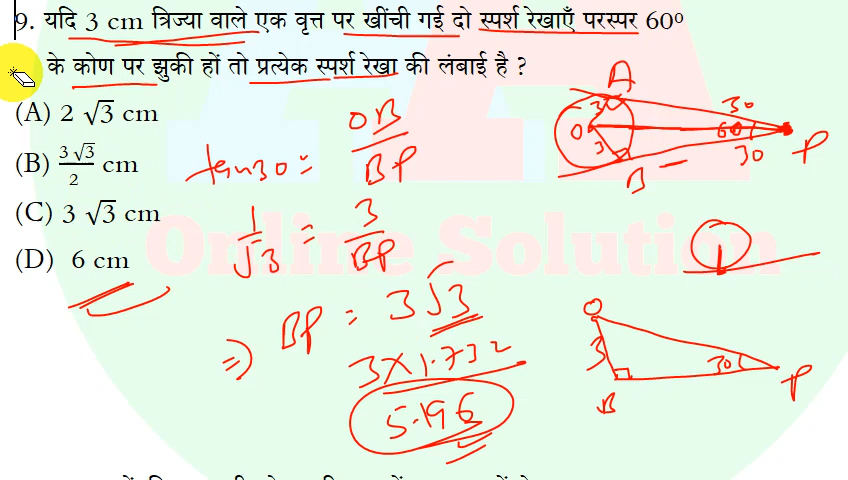 9. यदि 3 cm त्रिज्या वाले एक वृत्त पर खींची गई दो स्पर्श रेखाएँ परस्पर 60⁰
के कोण पर झुकी हों तो प्रत्येक स्पर्श रेखा की लंबाई है ?
(A) 2 √3 cm
(B) 3 √3 / 2 cm
(C) 3 √3 cm
(D) 6 cm
Online Solution
tan30 = OB / BP
1 / √3 = 3 / BP
⇒ BP = 3√3
3×1.732
5.196
A
30
3
O
60
P
3
30
B
O
3
30
B
P